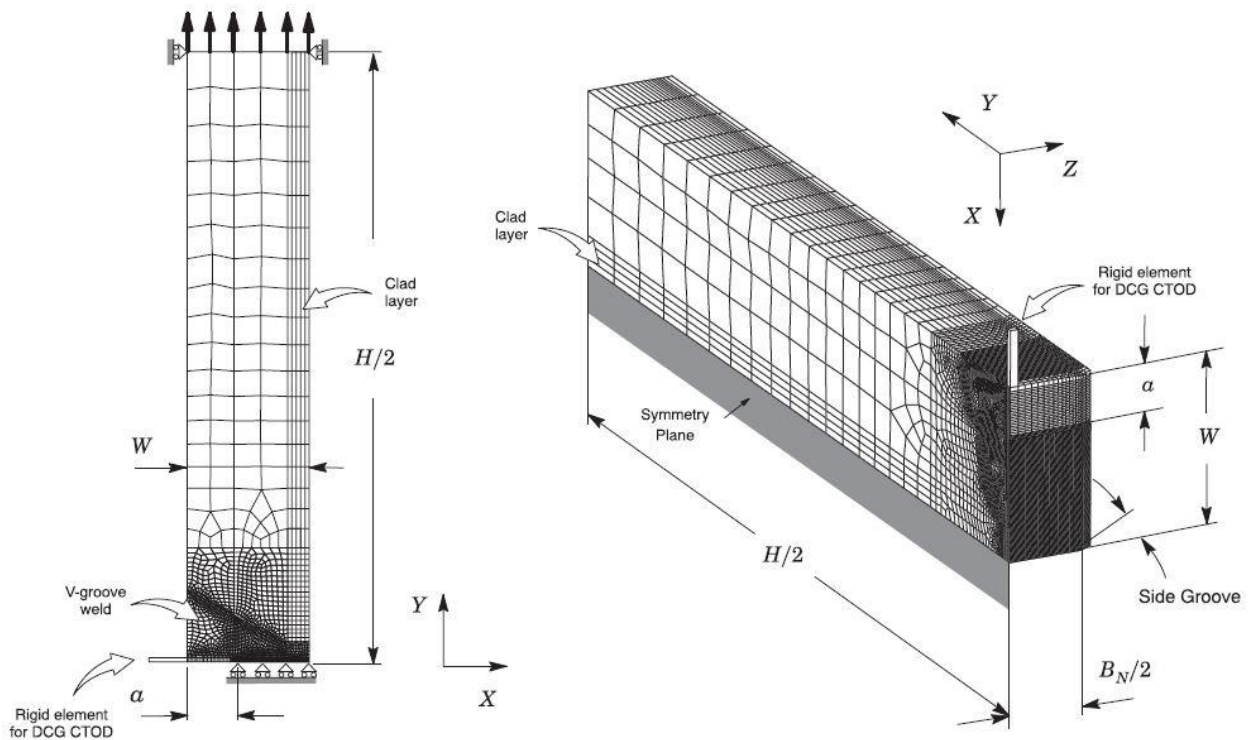 Clad
layer
H/2
W
V-groove
weld
Y
X
a
Rigid element
for DCG CTOD
Y
Z
X
Clad
layer
Rigid element
for DCG CTOD
a
W
Symmetry
Plane
H/2
Side Groove
B_N/2